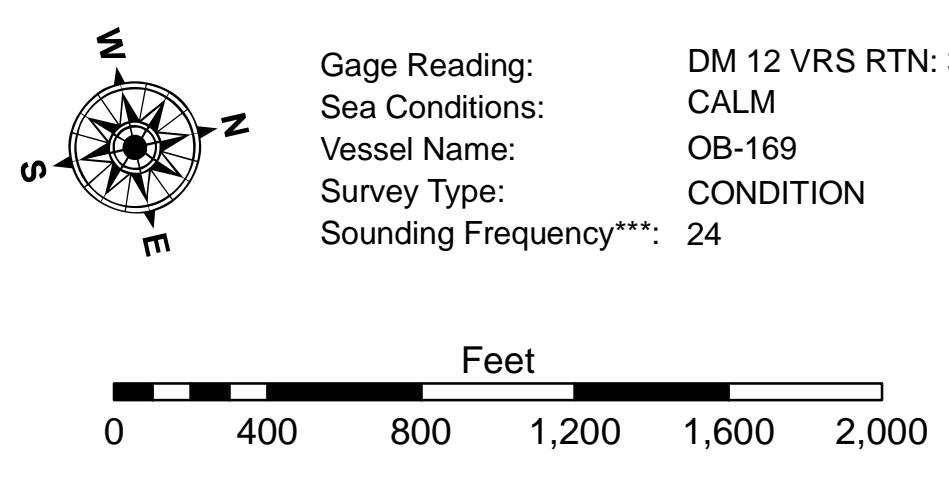 W
N
S
E
Gage Reading: DM 12 VRS RTN:
Sea Conditions: CALM
Vessel Name: OB-169
Survey Type: CONDITION
Sounding Frequency***: 24
Feet
0 400 800 1,200 1,600 2,000